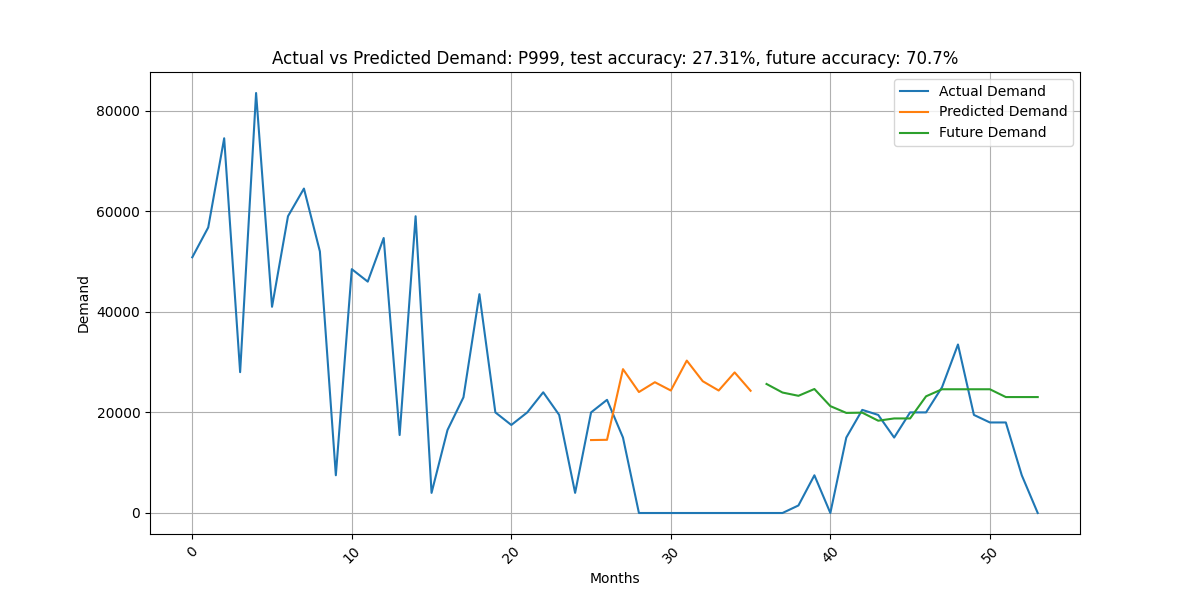 Actual vs Predicted Demand: P999, test accuracy: 27.31%, future accuracy: 70.7%
Actual Demand
Predicted Demand
Future Demand
80000
60000
40000
20000
0
Demand
0
10
20
30
40
50
Months